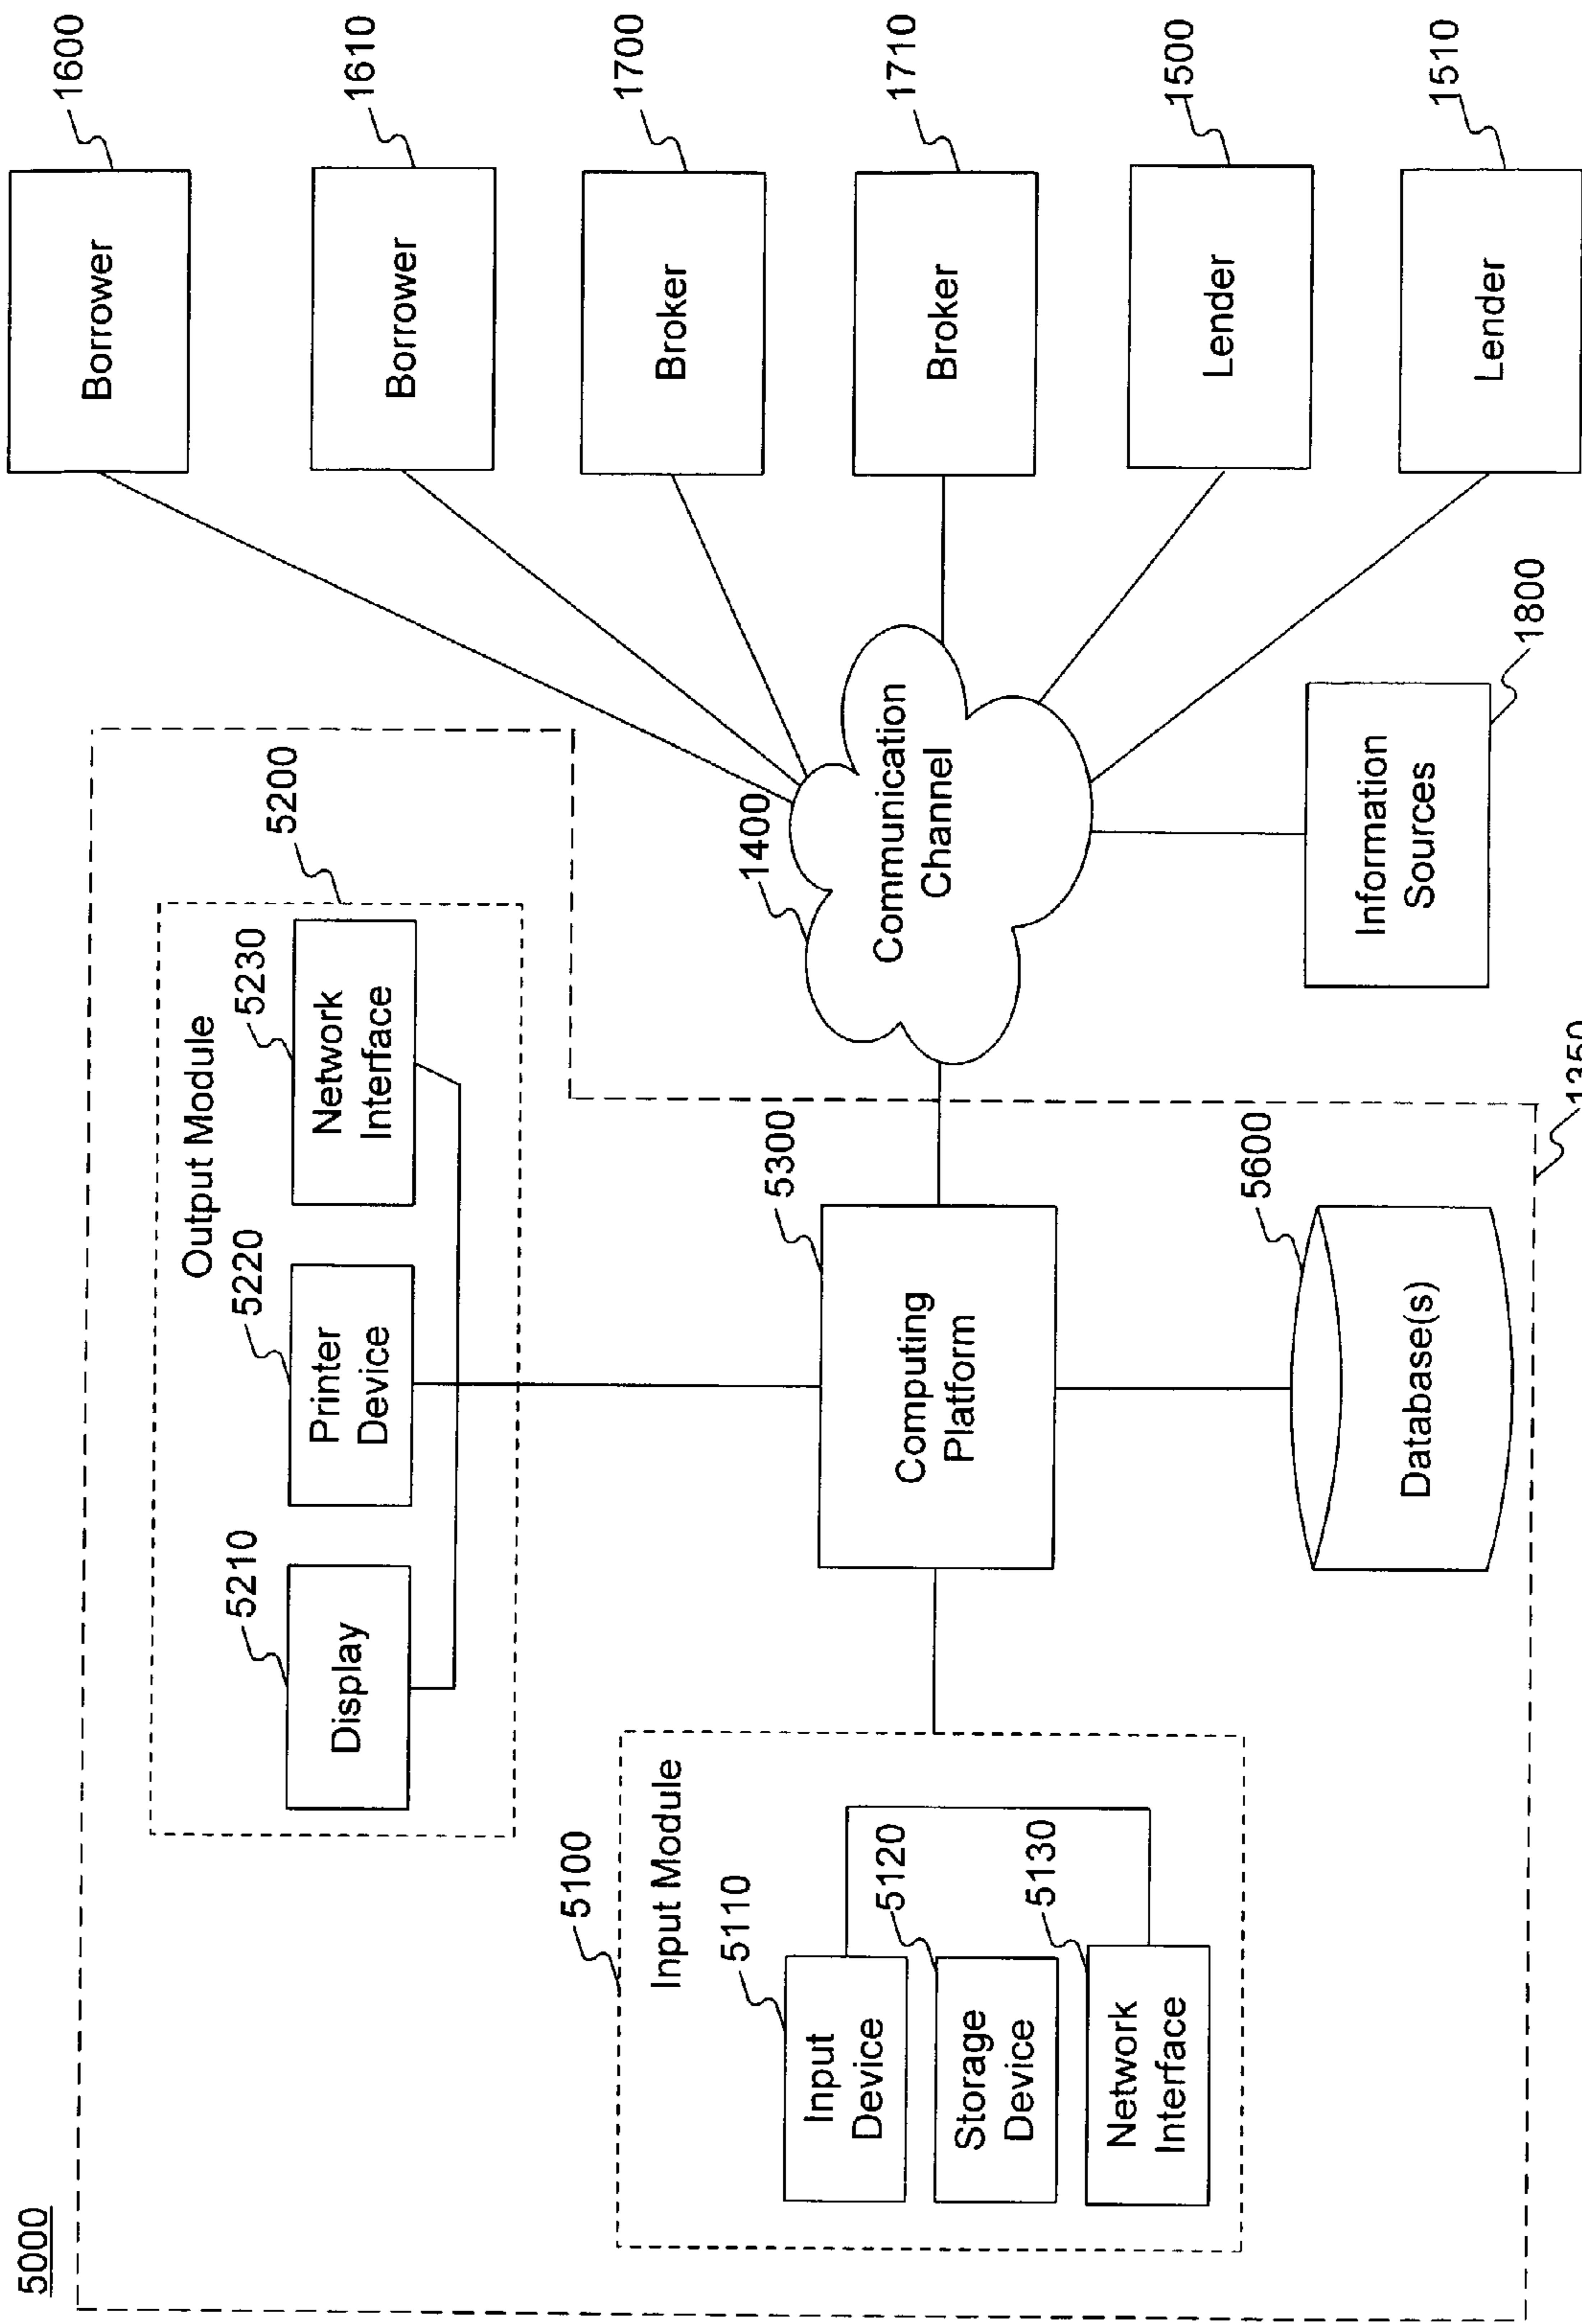 5000
5200
Output Module
5210
Display
5220
Printer
Device
5230
Network
Interface
5100
Input Module
5110
Input
Device
5120
Storage
Device
5130
Network
Interface
5300
Computing
Platform
5600
Database(s)
1350
1400
Communication
Channel
Information
Sources
1800
Borrower
1600
Borrower
1610
Broker
1700
Broker
1710
Lender
1500
Lender
1510